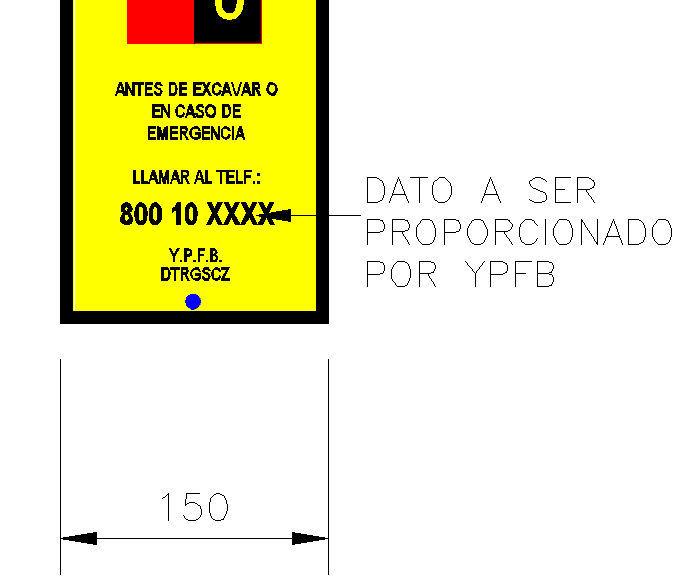 ANTES DE EXCAVAR O
EN CASO DE
EMERGENCIA
LLAMAR AL TELF.:
800 10 XXXX
Y.P.F.B.
DTRGSCZ
DATO A SER
PROPORCIONADO
POR YPFB
150